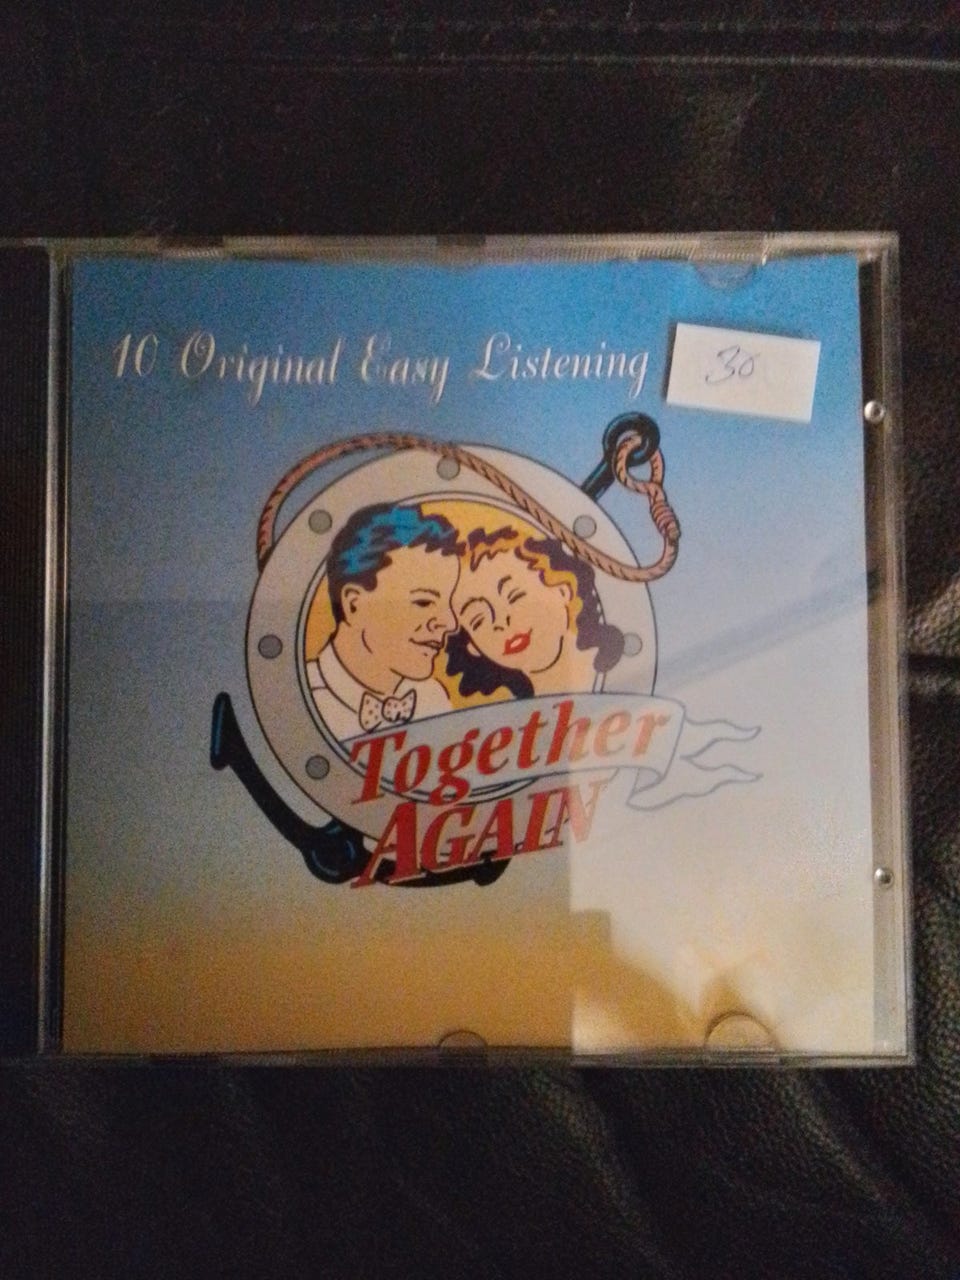 10 Original Easy Listening
30
Together
AGAIN